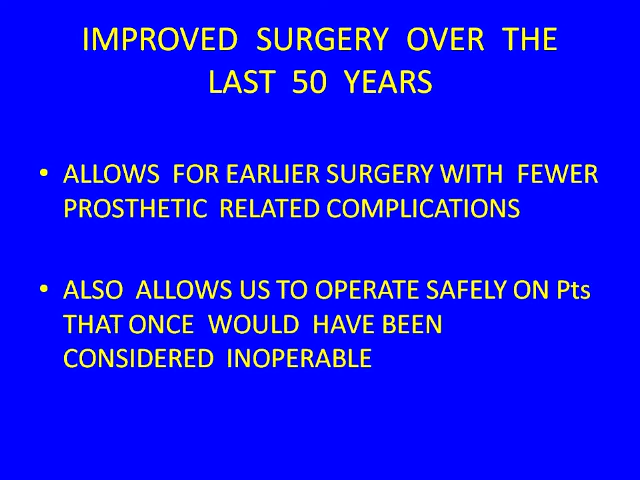 IMPROVED SURGERY OVER THE
LAST 50 YEARS
• ALLOWS FOR EARLIER SURGERY WITH FEWER
PROSTHETIC RELATED COMPLICATIONS
• ALSO ALLOWS US TO OPERATE SAFELY ON Pts
THAT ONCE WOULD HAVE BEEN
CONSIDERED INOPERABLE